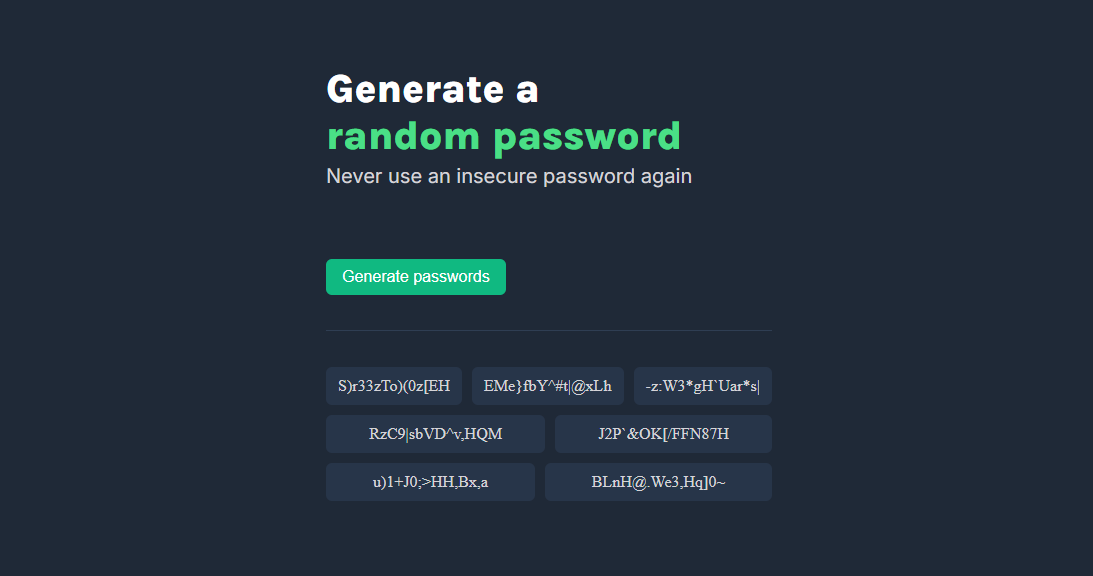 Generate a
random password
Never use an insecure password again
Generate passwords
S)r33zTo)(0z[EH EMe}fbY^#t|@xLh -z:W3*gH`Uar*s|
RzC9|sbVD^v,HQM J2P`&OK[/FFN87H
u)1+J0;>HH,Bx,a BLnH@.We3,Hq]0~